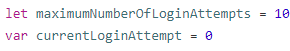 let maximumNumberOfLoginAttempts = 10
var currentLoginAttempt = 0